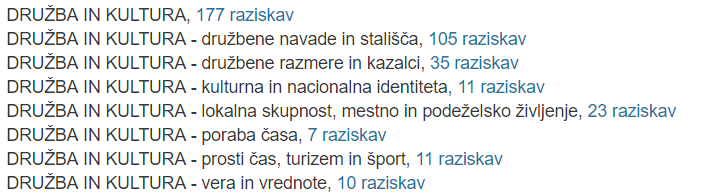 DRUŽBA IN KULTURA, 177 raziskav
DRUŽBA IN KULTURA - družbene navade in stališča, 105 raziskav
DRUŽBA IN KULTURA - družbene razmere in kazalci, 35 raziskav
DRUŽBA IN KULTURA - kulturna in nacionalna identiteta, 11 raziskav
DRUŽBA IN KULTURA - lokalna skupnost, mestno in podeželsko življenje, 23 raziskav
DRUŽBA IN KULTURA - poraba časa, 7 raziskav
DRUŽBA IN KULTURA - prosti čas, turizem in šport, 11 raziskav
DRUŽBA IN KULTURA - vera in vrednote, 10 raziskav